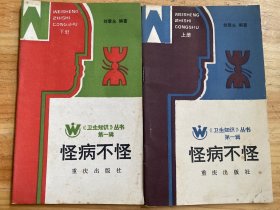 WEISHENG
ZHISHI
CONGSHU
下册
编著
《卫生知识》丛书
第一辑
怪病不怪
重庆出版社
WEISHENG
ZHISHI
CONGSHU
上册
编著
《卫生知识》丛书
第一辑
怪病不怪
重庆出版社